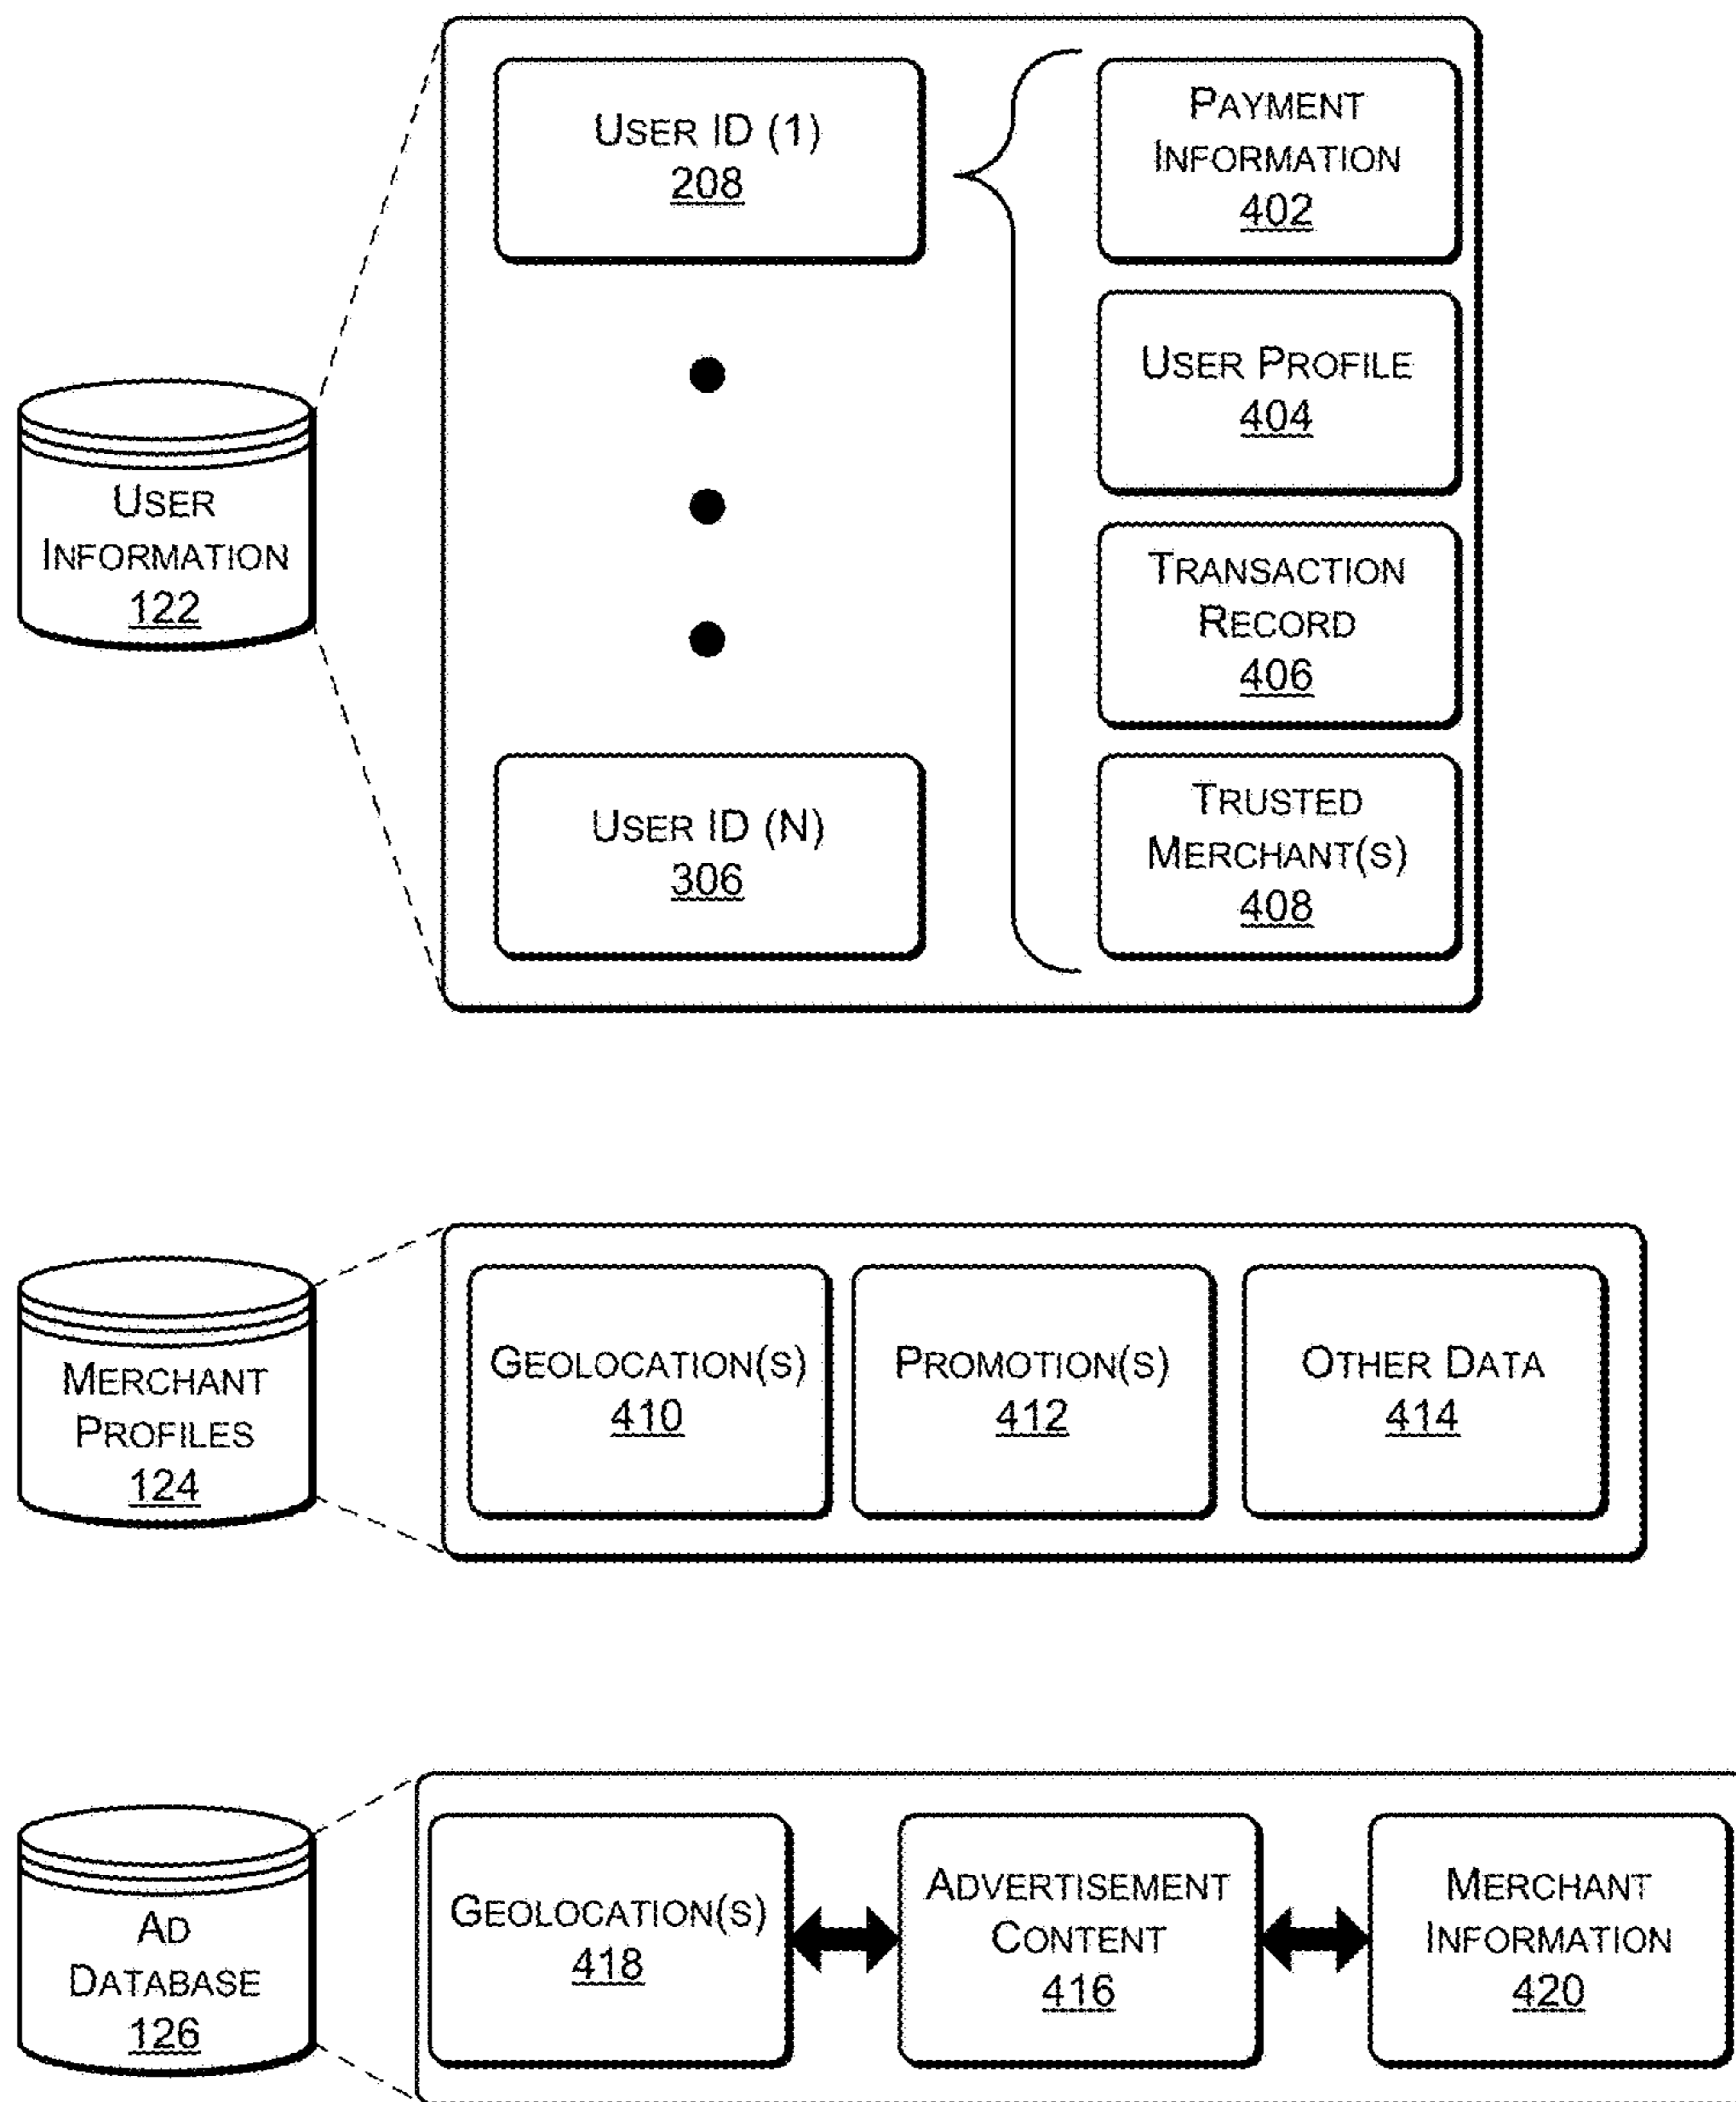 User ID (1)
208
Payment
Information
402
User Profile
404
User
Information
122
Transaction
Record
406
User ID (N)
306
Trusted
Merchant(s)
408
Merchant
Profiles
124
Geolocation(s)
410
Promotion(s)
412
Other Data
414
Ad
Database
126
Geolocation(s)
418
Advertisement
Content
416
Merchant
Information
420